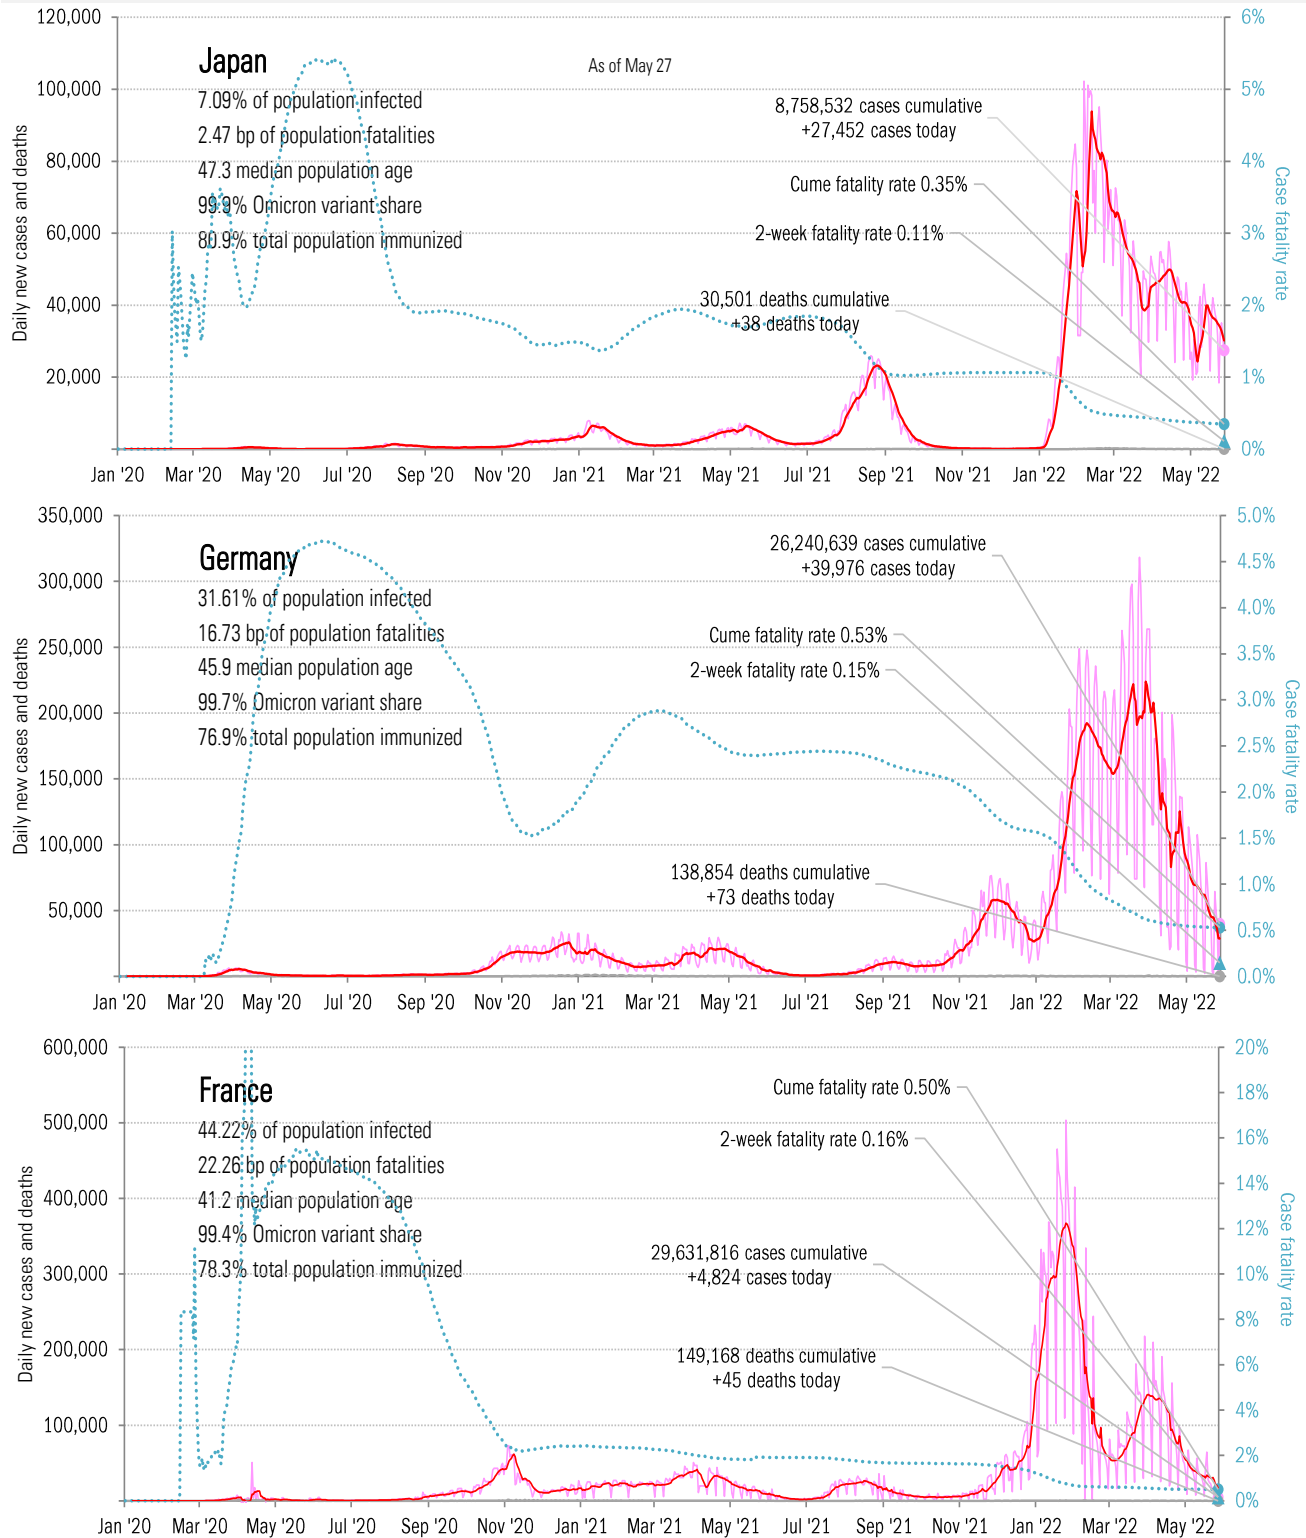 120,000
100,000
80,000
60,000
40,000
20,000
Daily new cases and deaths
Japan
7.09% of population infected
2.47 bp of population fatalities
47.3 median population age
99.9% Omicron variant share
80.9% total population immunized
As of May 27
8,758,532 cases cumulative
+27,452 cases today
Cume fatality rate 0.35%
2-week fatality rate 0.11%
30,501 deaths cumulative
+38 deaths today
6%
5%
4%
3%
2%
1%
0%
Case fatality rate
Jan '20 Mar '20 May '20 Jul '20 Sep '20 Nov '20 Jan '21 Mar '21 May '21 Jul '21 Sep '21 Nov '21 Jan '22 Mar '22 May '22
350,000
300,000
250,000
200,000
150,000
100,000
50,000
Daily new cases and deaths
Germany
31.61% of population infected
16.73 bp of population fatalities
45.9 median population age
99.7% Omicron variant share
76.9% total population immunized
26,240,639 cases cumulative
+39,976 cases today
Cume fatality rate 0.53%
2-week fatality rate 0.15%
138,854 deaths cumulative
+73 deaths today
5.0%
4.5%
4.0%
3.5%
3.0%
2.5%
2.0%
1.5%
1.0%
0.5%
0.0%
Case fatality rate
Jan '20 Mar '20 May '20 Jul '20 Sep '20 Nov '20 Jan '21 Mar '21 May '21 Jul '21 Sep '21 Nov '21 Jan '22 Mar '22 May '22
600,000
500,000
400,000
300,000
200,000
100,000
Daily new cases and deaths
France
44.22% of population infected
22.26 bp of population fatalities
41.2 median population age
99.4% Omicron variant share
78.3% total population immunized
Cume fatality rate 0.50%
2-week fatality rate 0.16%
29,631,816 cases cumulative
+4,824 cases today
149,168 deaths cumulative
+45 deaths today
20%
18%
16%
14%
12%
10%
8%
6%
4%
2%
0%
Case fatality rate
Jan '20 Mar '20 May '20 Jul '20 Sep '20 Nov '20 Jan '21 Mar '21 May '21 Jul '21 Sep '21 Nov '21 Jan '22 Mar '22 May '22